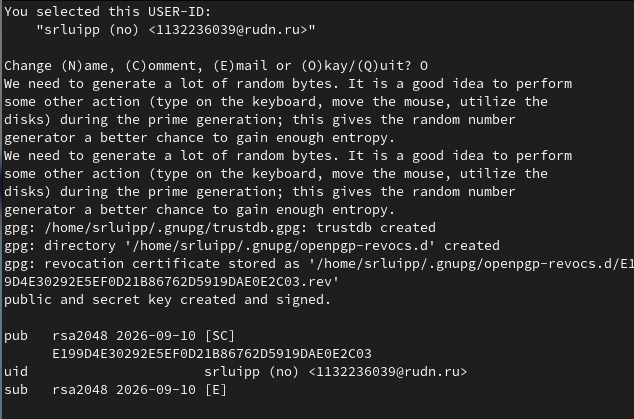 You selected this USER-ID:
    "srluipp (no) <1132236039@rudn.ru>"

Change (N)ame, (C)omment, (E)mail or (O)kay/(Q)uit? O
We need to generate a lot of random bytes. It is a good idea to perform
some other action (type on the keyboard, move the mouse, utilize the
disks) during the prime generation; this gives the random number
generator a better chance to gain enough entropy.
We need to generate a lot of random bytes. It is a good idea to perform
some other action (type on the keyboard, move the mouse, utilize the
disks) during the prime generation; this gives the random number
generator a better chance to gain enough entropy.
gpg: /home/srluipp/.gnupg/trustdb.gpg: trustdb created
gpg: directory '/home/srluipp/.gnupg/openpgp-revocs.d' created
gpg: revocation certificate stored as '/home/srluipp/.gnupg/openpgp-revocs.d/E1
9D4E30292E5EF0D21B86762D5919DAE0E2C03.rev'
public and secret key created and signed.

pub   rsa2048 2026-09-10 [SC]
      E199D4E30292E5EF0D21B86762D5919DAE0E2C03
uid                      srluipp (no) <1132236039@rudn.ru>
sub   rsa2048 2026-09-10 [E]